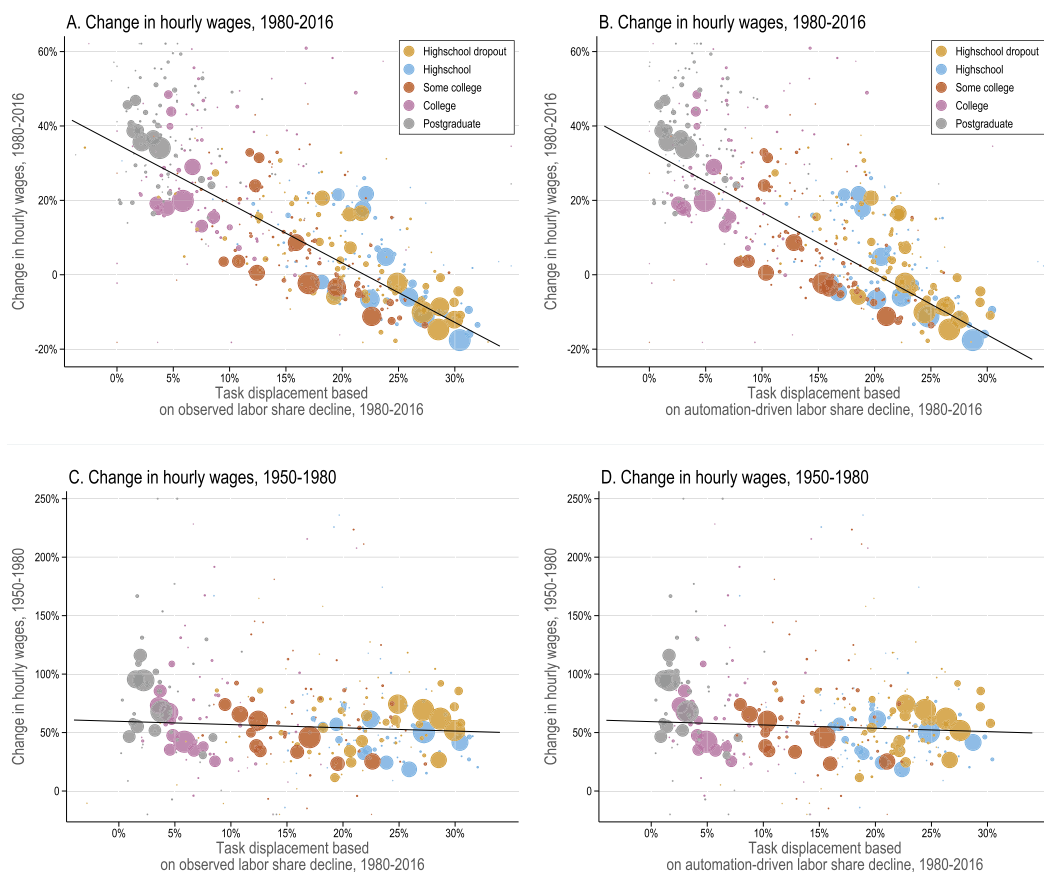 A. Change in hourly wages, 1980-2016
Change in hourly wages, 1980-2016
60%
40%
20%
0
-20%
Highschool dropout
Highschool
Some college
College
Postgraduate
0%
5%
10%
15%
20%
25%
30%
Task displacement based
on observed labor share decline, 1980-2016
B. Change in hourly wages, 1980-2016
Change in hourly wages, 1980-2016
60%
40%
20%
0
-20%
Highschool dropout
Highschool
Some college
College
Postgraduate
0%
5%
10%
15%
20%
25%
30%
Task displacement based
on automation-driven labor share decline, 1980-2016
C. Change in hourly wages, 1950-1980
Change in hourly wages, 1950-1980
250%
200%
150%
100%
50%
0
0%
5%
10%
15%
20%
25%
30%
Task displacement based
on observed labor share decline, 1980-2016
D. Change in hourly wages, 1950-1980
Change in hourly wages, 1950-1980
250%
200%
150%
100%
50%
0
0%
5%
10%
15%
20%
25%
30%
Task displacement based
on automation-driven labor share decline, 1980-2016